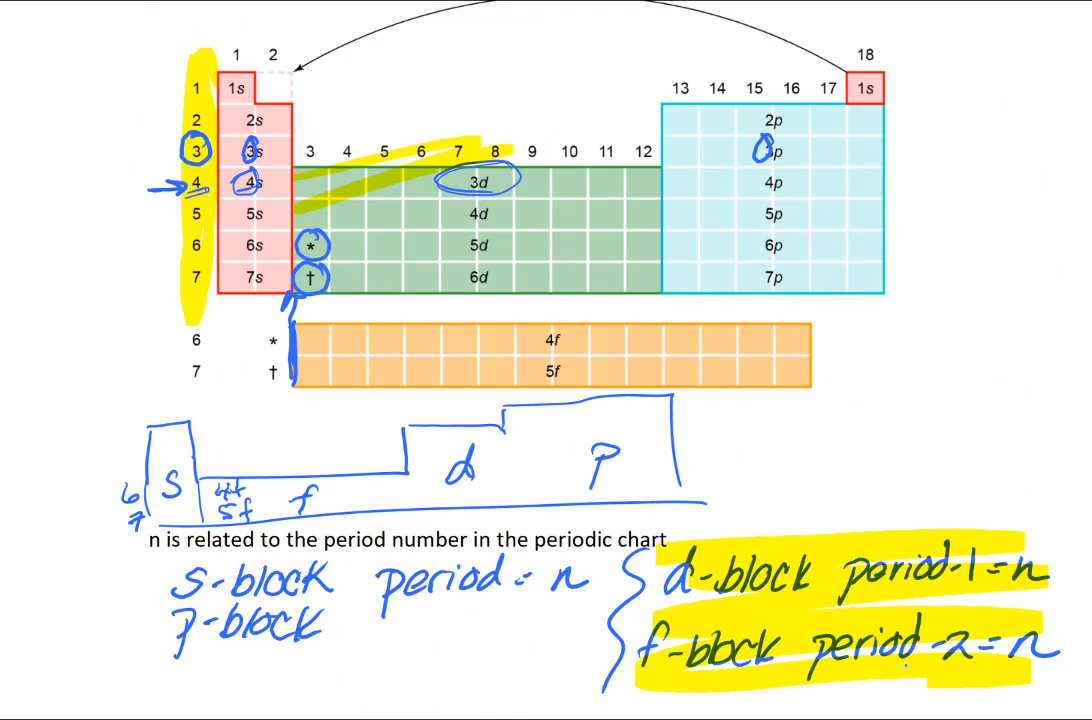 1 2 18
1 1s 13 14 15 16 17 1s
2 2s 2p
3 3s 3 4 5 6 7 8 9 10 11 12 3p
4 4s 3d 4p
5 5s 4d 5p
6 6s * 5d 6p
7 7s † 6d 7p
6 * 4f
7 † 5f
S d P
6 4f f
7 5f
n is related to the period number in the periodic chart
s-block period = n d-block period-1=n
p-block f-block period-2=n